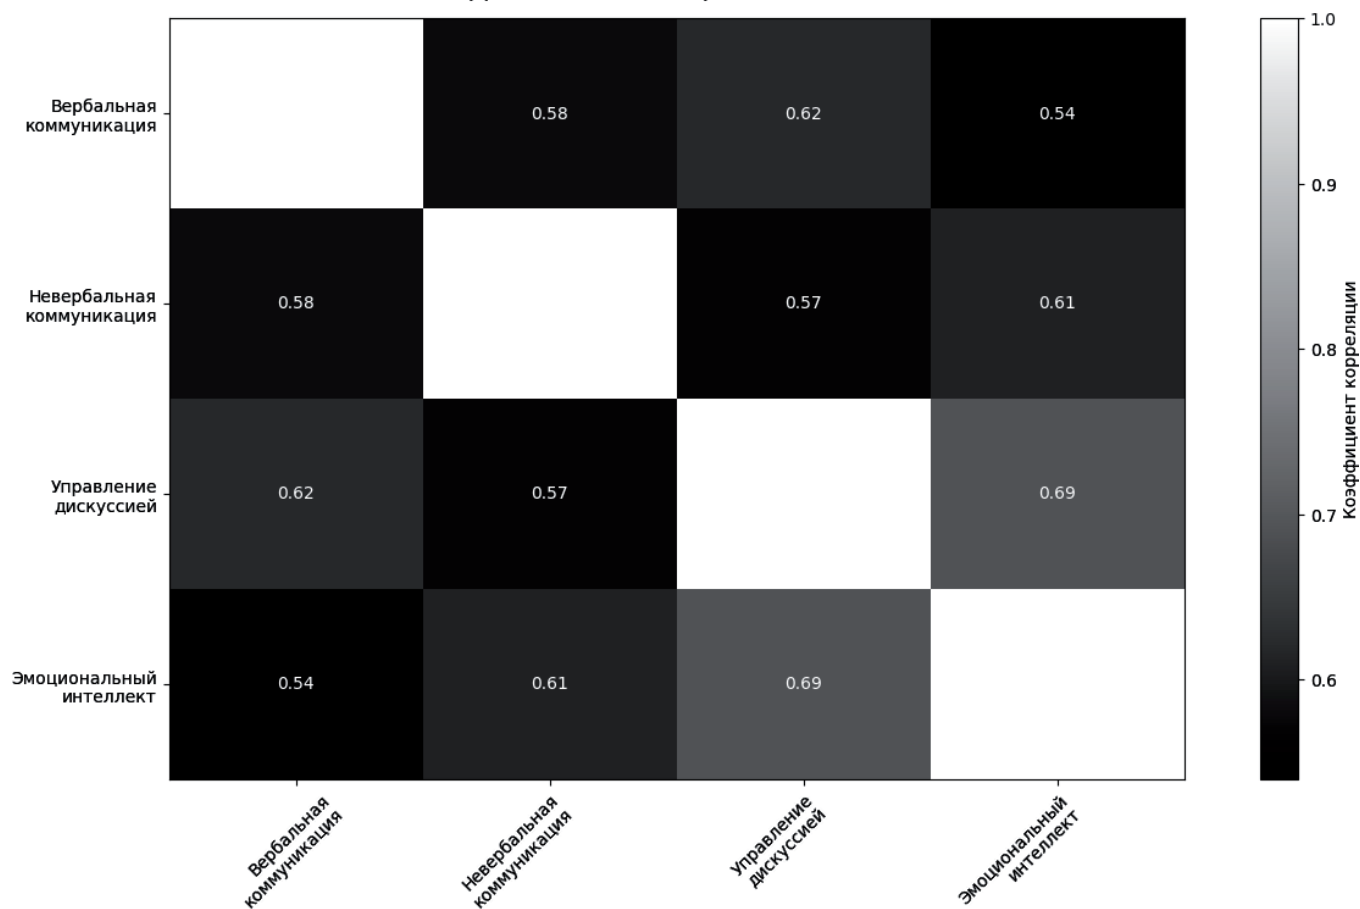 1.0
Вербальная
коммуникация
0.58
0.62
0.54
0.9
Невербальная
коммуникация
0.58
0.57
0.61
0.8
Коэффициент корреляции
Управление
дискуссией
0.62
0.57
0.69
0.7
Эмоциональный
интеллект
0.54
0.61
0.69
0.6
Вербальная
коммуникация
Невербальная
коммуникация
Управление
дискуссией
Эмоциональный
интеллект